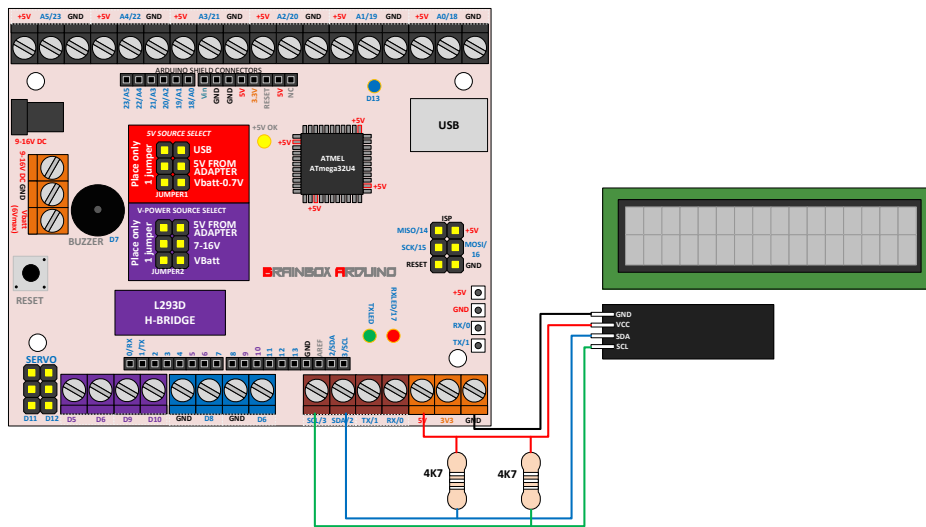 +5V A5/23 GND +5V A4/22 GND +5V A3/21 GND +5V A2/20 GND +5V A1/19 GND +5V A0/18 GND
ARDUINO SHIELD CONNECTORS
23/A5
22/A4
21/A3
20/A2
19/A1
18/A0
Vin
GND
GND
5V
3.3V
RESET
5V
NC
D13
USB
9-16V DC
5V SOURCE SELECT
Place only
1 jumper
USB
5V FROM
ADAPTER
Vbatt-0.7V
JUMPER1
+5V OK
+5V
+5V
+5V
+5V
ATMEL
ATmega32U4
9-16V DC
GND
Vbatt
(6Vmax)
BUZZER
D7
V-POWER SOURCE SELECT
Place only
1 jumper
5V FROM
ADAPTER
7-16V
VBatt
JUMPER2
ISP
MISO/14
+5V
SCK/15
MOSI/
16
RESET
GND
BRAINBOX ARDUINO
RESET
L293D
H-BRIDGE
TXLED
RXLED/17
+5V
GND
RX/0
TX/1
GND
VCC
SDA
SCL
0/RX
1/TX
2
3
4
5
6
7
8
9
10
11
12
13
GND
AREF
2/SDA
3/SCL
SERVO
D11 D12
D5 D6 D9 D10 GND D8 GND D6 SCL/3 SDA/2 TX/1 RX/0 5V 3V3 GND
4K7 4K7